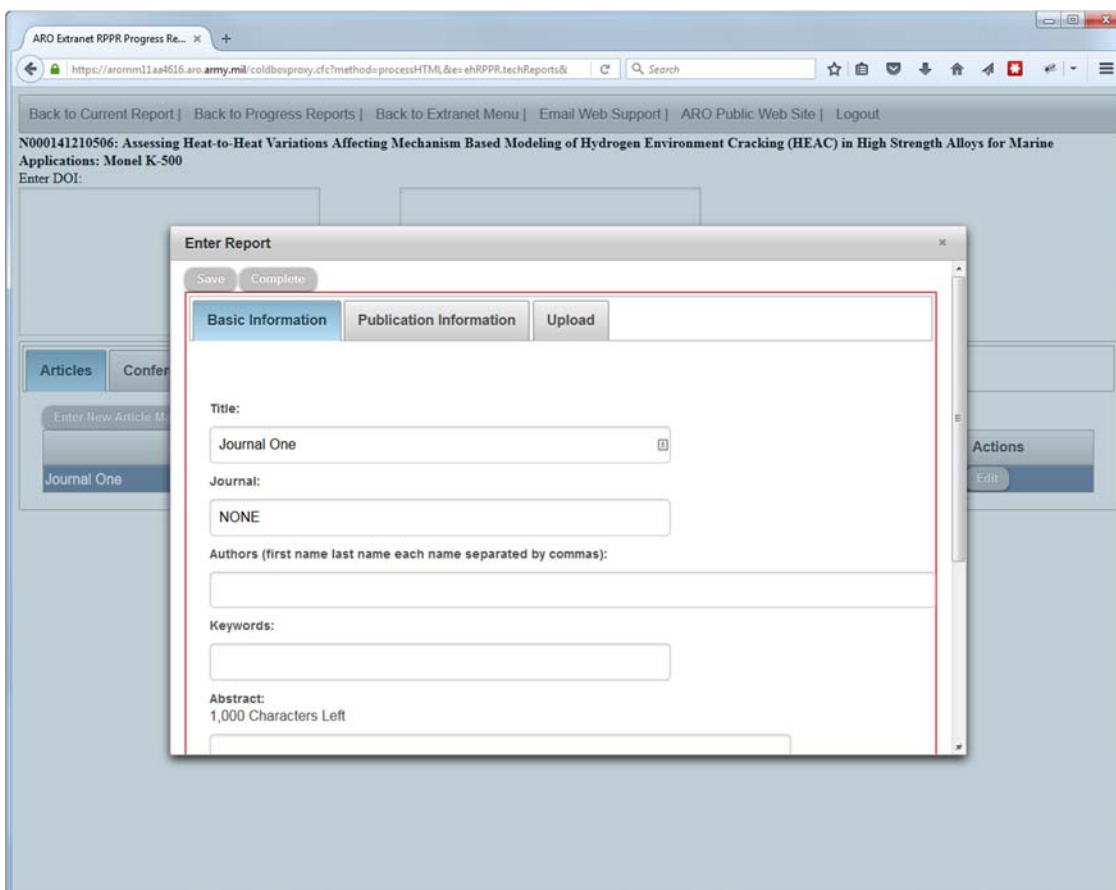 ARO Extranet RPPR Progress Re...
https://aromm11aa4616.aro.army.mil/coldboxproxy.cfc?method=processHTML&e=ehRPPR.techReports&
Search
Back to Current Report | Back to Progress Reports | Back to Extranet Menu | Email Web Support | ARO Public Web Site | Logout
N000141210506: Assessing Heat-to-Heat Variations Affecting Mechanism Based Modeling of Hydrogen Environment Cracking (HEAC) in High Strength Alloys for Marine
Applications: Monel K-500
Enter DOI:
Enter Report
Save Complete
Basic Information Publication Information Upload
Articles Confer
Title:
Enter New Article Ma
Journal One
Actions
Journal One
Edit
Journal:
NONE
Authors (first name last name each name separated by commas):
Keywords:
Abstract:
1,000 Characters Left